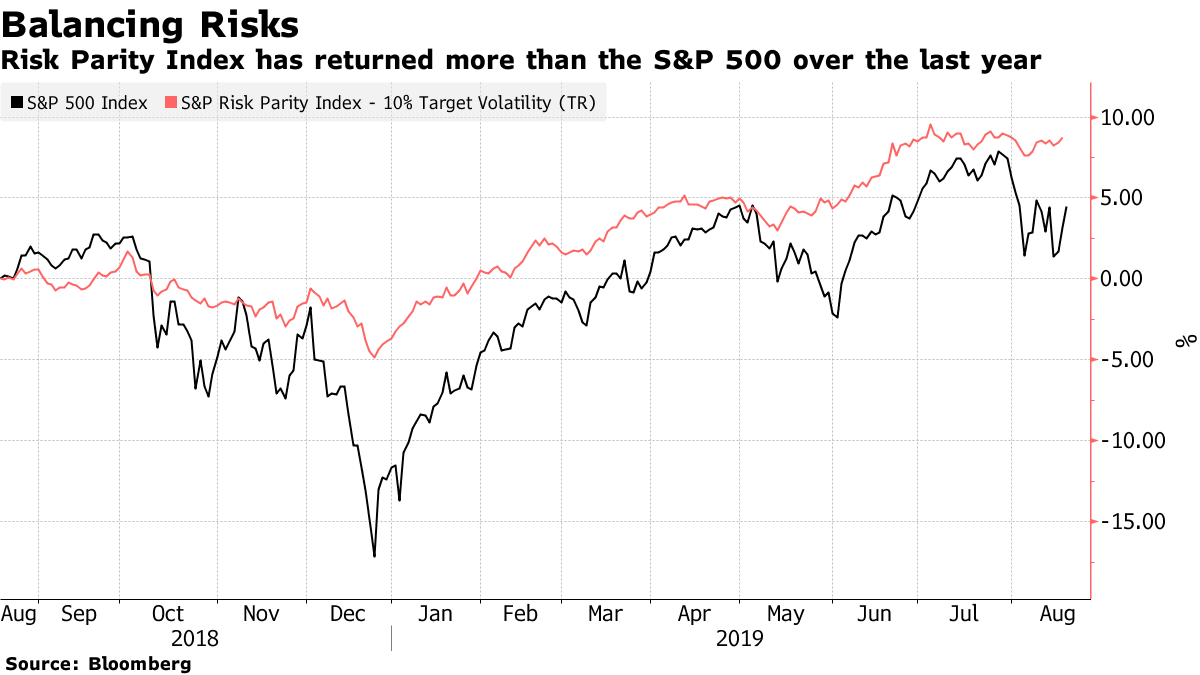 Balancing Risks
Risk Parity Index has returned more than the S&P 500 over the last year
S&P 500 Index S&P Risk Parity Index - 10% Target Volatility (TR)
10.00
5.00
0.00
-5.00
-10.00
-15.00
%
Aug Sep Oct Nov Dec Jan Feb Mar Apr May Jun Jul Aug
2018 2019
Source: Bloomberg